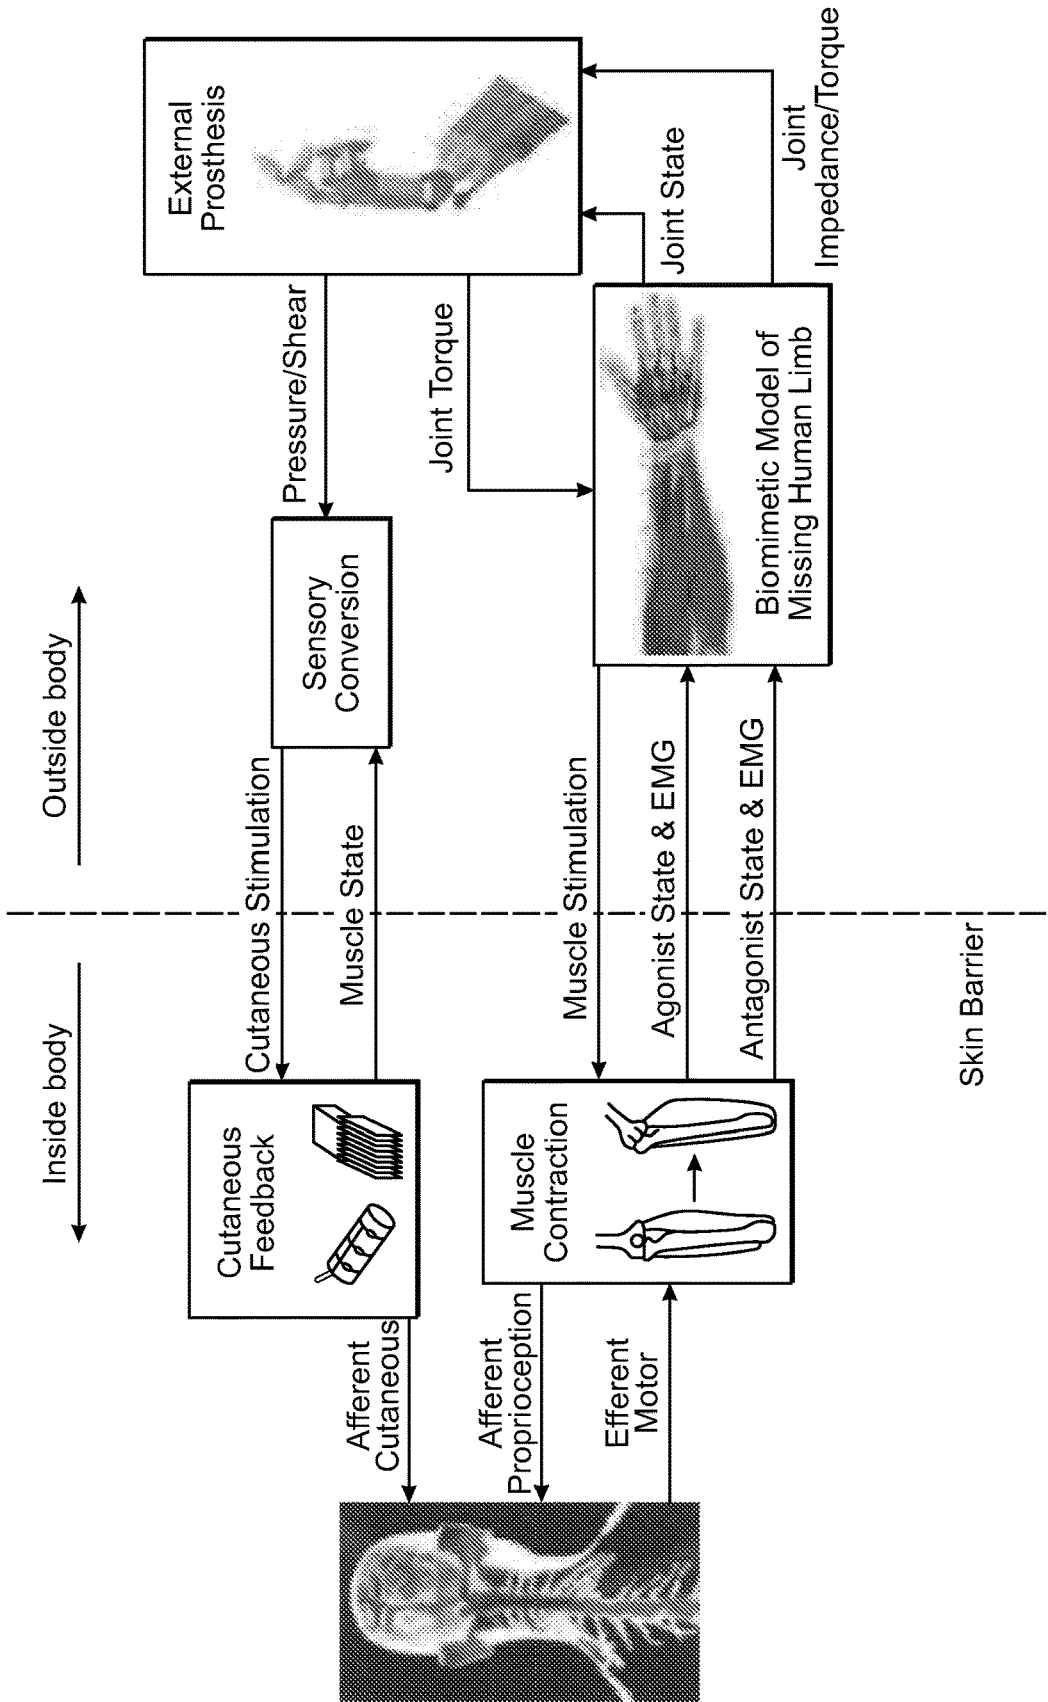 Inside body
Outside body
Cutaneous
Feedback
Cutaneous Stimulation
Muscle State
Sensory
Conversion
Pressure/Shear
External
Prosthesis
Afferent
Cutaneous
Afferent
Proprioception
Efferent
Motor
Muscle
Contraction
Muscle Stimulation
Agonist State & EMG
Antagonist State & EMG
Joint Torque
Biomimetic Model of
Missing Human Limb
Joint State
Joint
Impedance/Torque
Skin Barrier